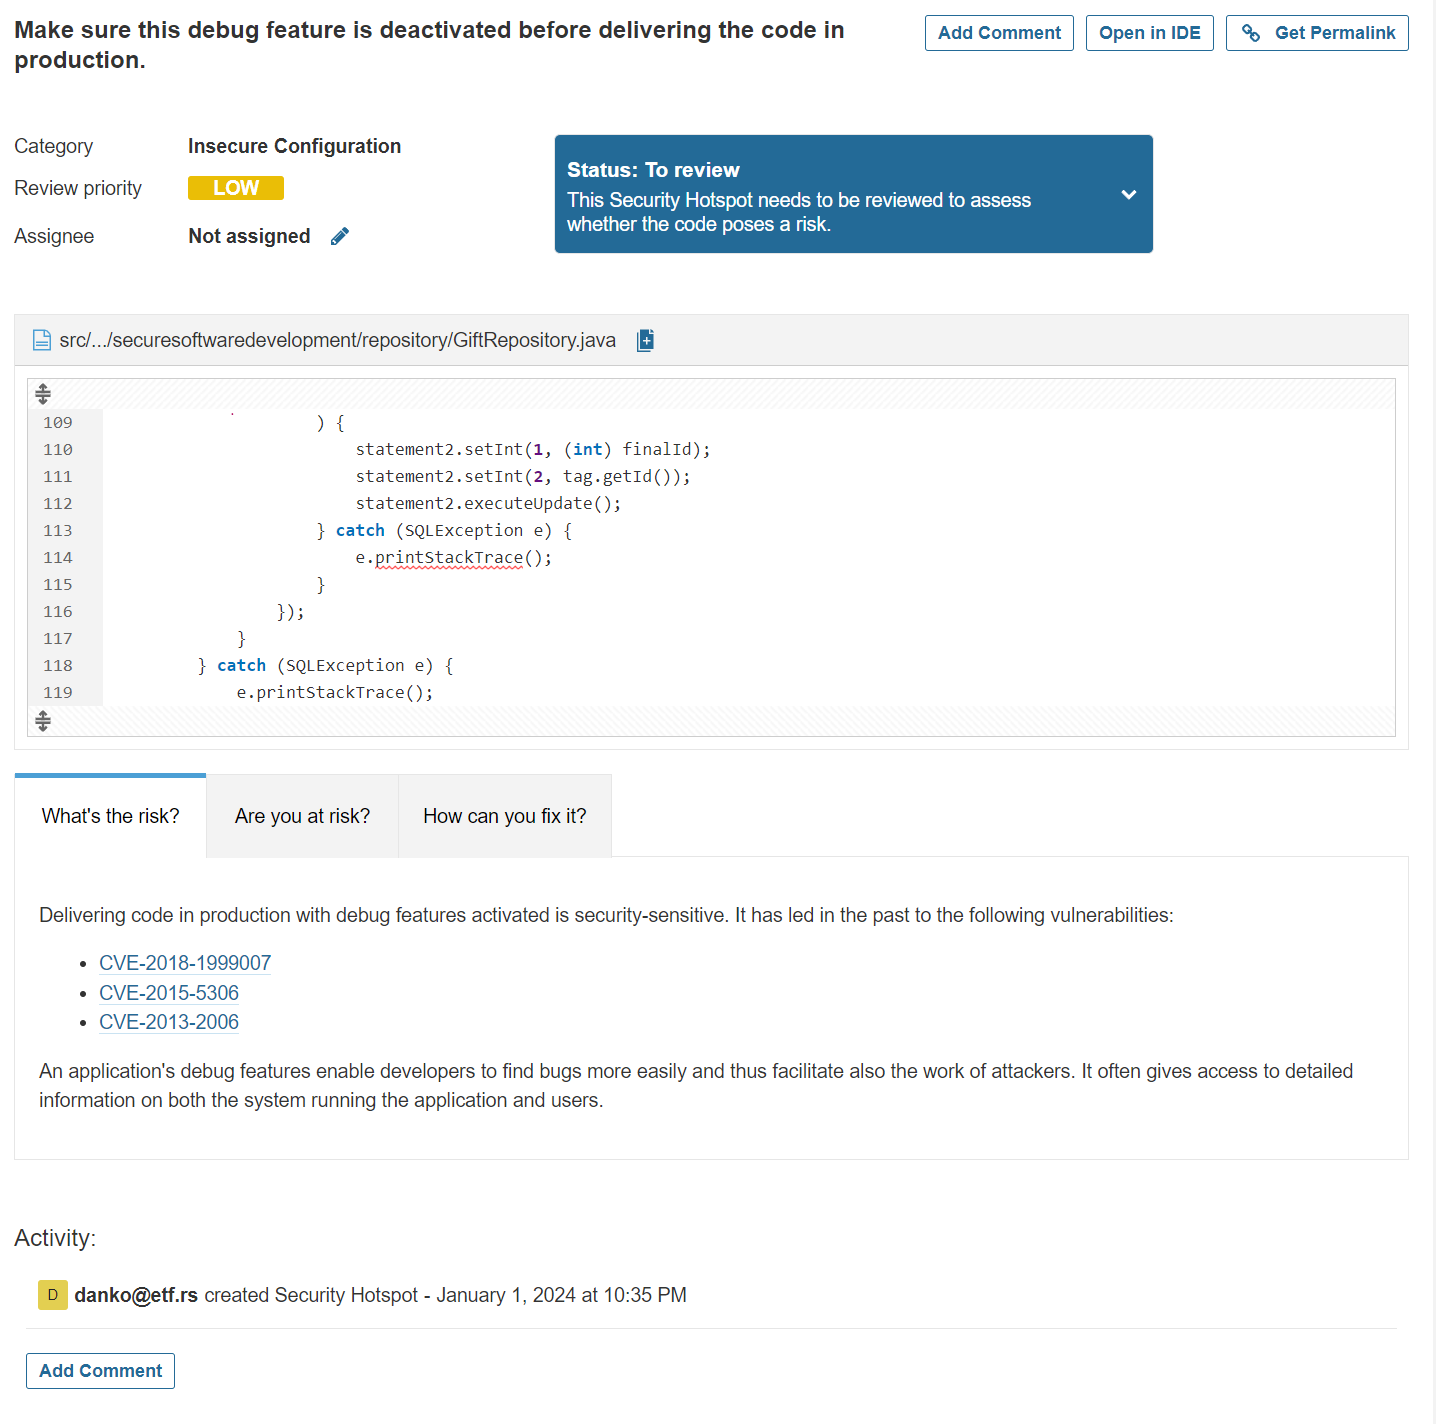 Make sure this debug feature is deactivated before delivering the code in
production.
Add Comment
Open in IDE
Get Permalink
Category
Insecure Configuration
Review priority
LOW
Assignee
Not assigned
Status: To review
This Security Hotspot needs to be reviewed to assess
whether the code poses a risk.
src/.../securesoftwaredevelopment/repository/GiftRepository.java
109 ) {
110 statement2.setInt(1, (int) finalId);
111 statement2.setInt(2, tag.getId());
112 statement2.executeUpdate();
113 } catch (SQLException e) {
114 e.printStackTrace();
115 }
116 });
117 }
118 } catch (SQLException e) {
119 e.printStackTrace();
What's the risk?
Are you at risk?
How can you fix it?
Delivering code in production with debug features activated is security-sensitive. It has led in the past to the following vulnerabilities:
• CVE-2018-1999007
• CVE-2015-5306
• CVE-2013-2006
An application's debug features enable developers to find bugs more easily and thus facilitate also the work of attackers. It often gives access to detailed
information on both the system running the application and users.
Activity:
D danko@etf.rs created Security Hotspot - January 1, 2024 at 10:35 PM
Add Comment